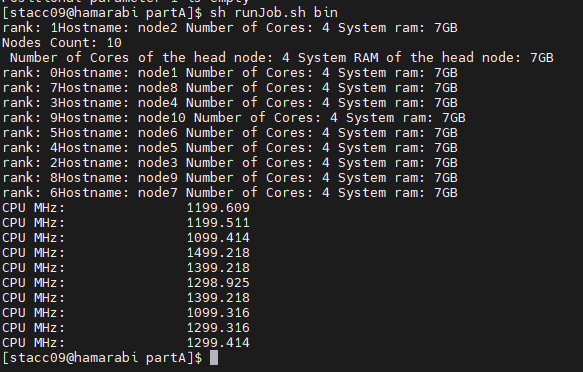 [stacc09@hamarabi partA]$ sh runJob.sh bin
rank: 1Hostname: node2 Number of Cores: 4 System ram: 7GB
Nodes Count: 10
 Number of Cores of the head node: 4 System RAM of the head node: 7GB
rank: 0Hostname: node1 Number of Cores: 4 System ram: 7GB
rank: 7Hostname: node8 Number of Cores: 4 System ram: 7GB
rank: 3Hostname: node4 Number of Cores: 4 System ram: 7GB
rank: 9Hostname: node10 Number of Cores: 4 System ram: 7GB
rank: 5Hostname: node6 Number of Cores: 4 System ram: 7GB
rank: 4Hostname: node5 Number of Cores: 4 System ram: 7GB
rank: 2Hostname: node3 Number of Cores: 4 System ram: 7GB
rank: 8Hostname: node9 Number of Cores: 4 System ram: 7GB
rank: 6Hostname: node7 Number of Cores: 4 System ram: 7GB
CPU MHz:               1199.609
CPU MHz:               1199.511
CPU MHz:               1099.414
CPU MHz:               1499.218
CPU MHz:               1399.218
CPU MHz:               1298.925
CPU MHz:               1399.218
CPU MHz:               1099.316
CPU MHz:               1299.316
CPU MHz:               1299.414
[stacc09@hamarabi partA]$